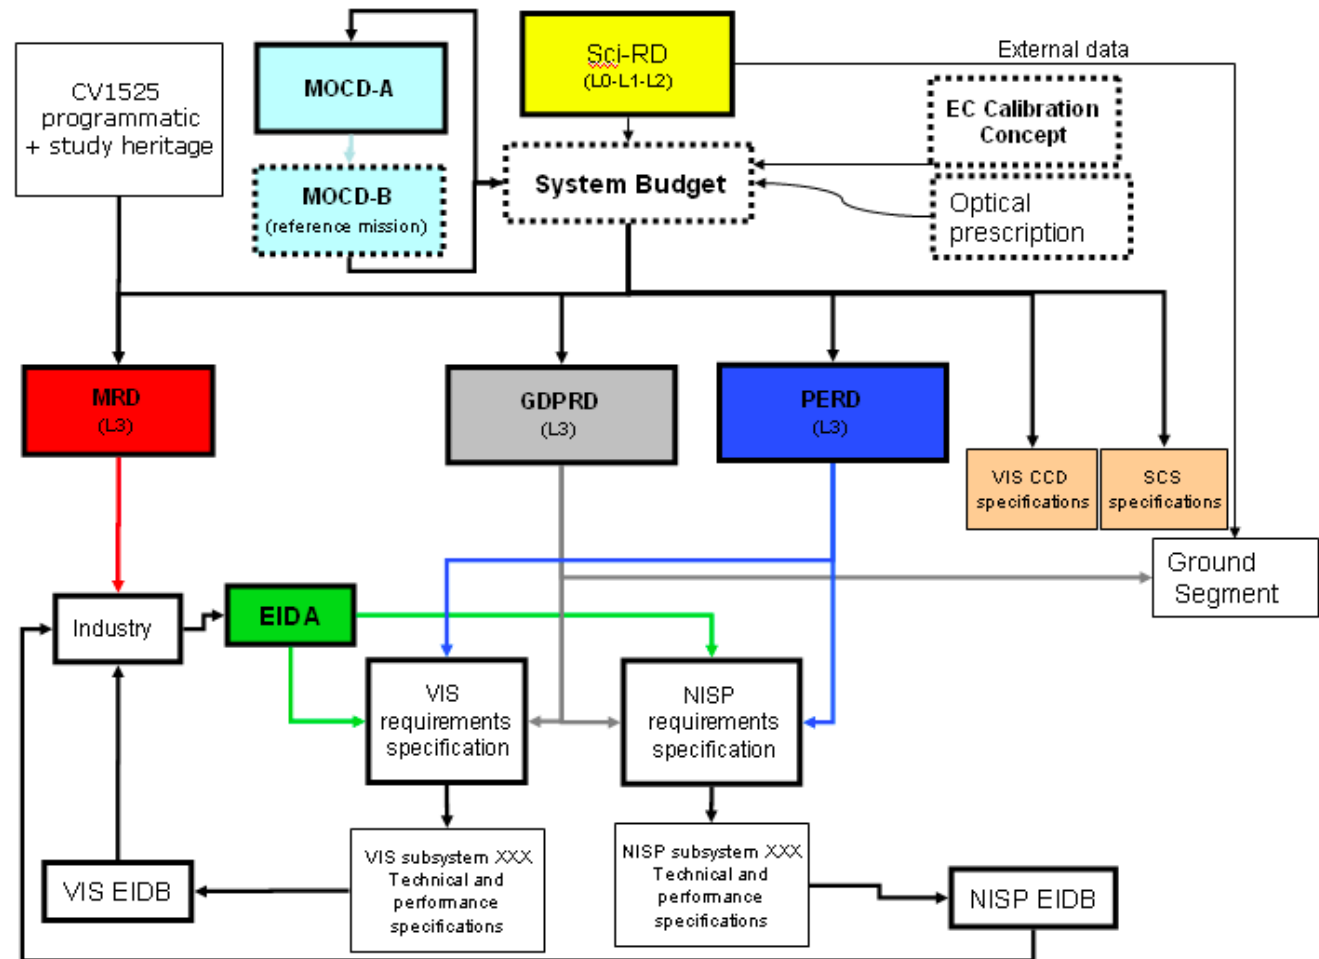 CV1525
programmatic
+ study heritage
MOCD-A
MOCD-B
(reference mission)
Sci-RD
(L0-L1-L2)
External data
EC Calibration
Concept
System Budget
Optical
prescription
MRD
(L3)
GDPRD
(L3)
PERD
(L3)
VIS CCD
specifications
SCS
specifications
Ground
Segment
Industry
EIDA
VIS
requirements
specification
NISP
requirements
specification
VIS EIDB
VIS subsystem XXX
Technical and
performance
specifications
NISP subsystem XXX
Technical and
performance
specifications
NISP EIDB